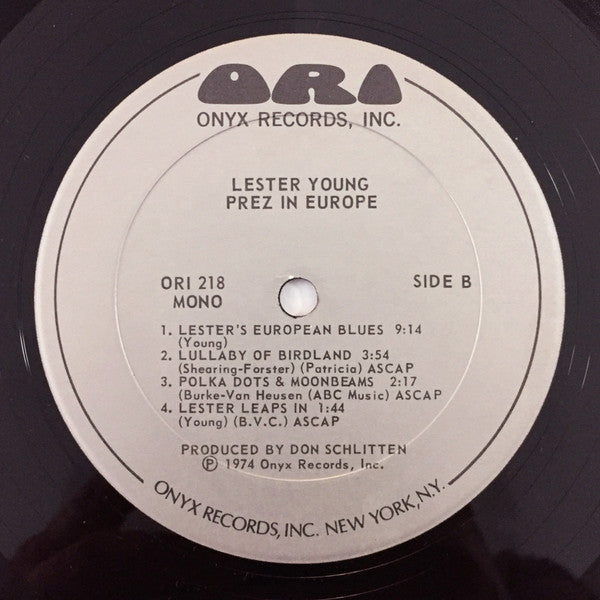 ORI
ONYX RECORDS, INC.
LESTER YOUNG
PREZ IN EUROPE
ORI 218
MONO
SIDE B
1. LESTER'S EUROPEAN BLUES 9:14
(Young)
2. LULLABY OF BIRDLAND 3:54
(Shearing-Forster) (Patricia) ASCAP
3. POLKA DOTS & MOONBEAMS 2:17
(Burke-Van Heusen (ABC Music) ASCAP
4. LESTER LEAPS IN 1:44
(Young) (B.V.C.) ASCAP
PRODUCED BY DON SCHLITTEN
Ⓟ 1974 Onyx Records, Inc.
ONYX RECORDS, INC. NEW YORK, N.Y.